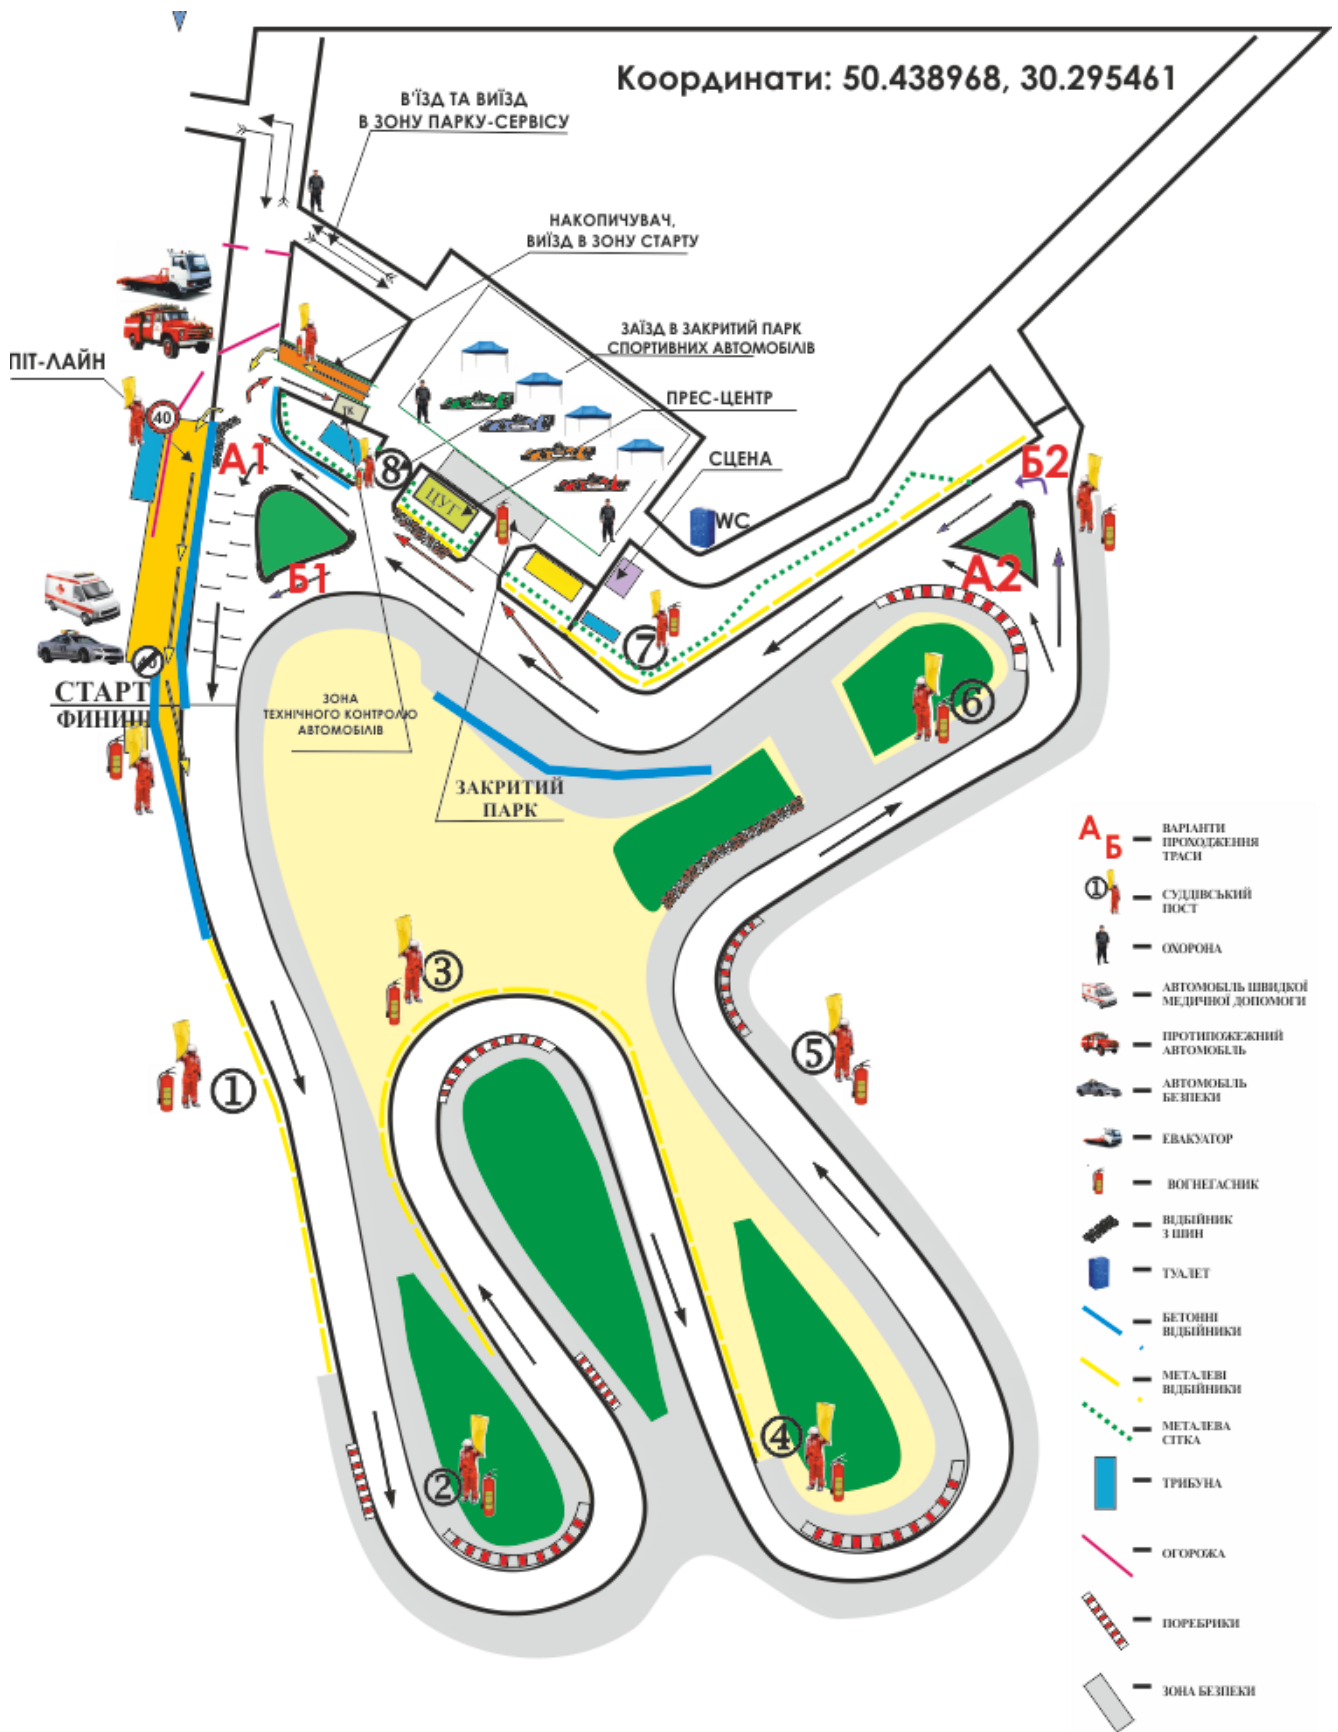 Координати: 50.438968, 30.295461
В'ЇЗД ТА ВИЇЗД
В ЗОНУ ПАРКУ-СЕРВІСУ
НАКОПИЧУВАЧ,
ВИЇЗД В ЗОНУ СТАРТУ
ЗАЇЗД В ЗАКРИТИЙ ПАРК
СПОРТИВНИХ АВТОМОБІЛІВ
ПІТ-ЛАЙН
40
ТК
ПРЕС-ЦЕНТР
А1
8
СЦЕНА
Б2
ЦУГ
WC
Б1
А2
7
40
СТАРТ
ФИНИШ
ЗОНА
ТЕХНІЧНОГО КОНТРОЛЮ
АВТОМОБІЛІВ
6
ЗАКРИТИЙ
ПАРК
3
5
1
4
2
А
Б
ВАРІАНТИ
ПРОХОДЖЕННЯ
ТРАСИ
1
СУДДІВСЬКИЙ
ПОСТ
ОХОРОНА
АВТОМОБІЛЬ ШВИДКОЇ
МЕДИЧНОЇ ДОПОМОГИ
ПРОТИПОЖЕЖНИЙ
АВТОМОБІЛЬ
АВТОМОБІЛЬ
БЕЗПЕКИ
ЕВАКУАТОР
ВОГНЕГАСНИК
ВІДБІЙНИК
З ШИН
ТУАЛЕТ
БЕТОННІ
ВІДБІЙНИКИ
МЕТАЛЕВІ
ВІДБІЙНИКИ
МЕТАЛЕВА
СІТКА
ТРИБУНА
ОГОРОЖА
ПОРЕБРИКИ
ЗОНА БЕЗПЕКИ